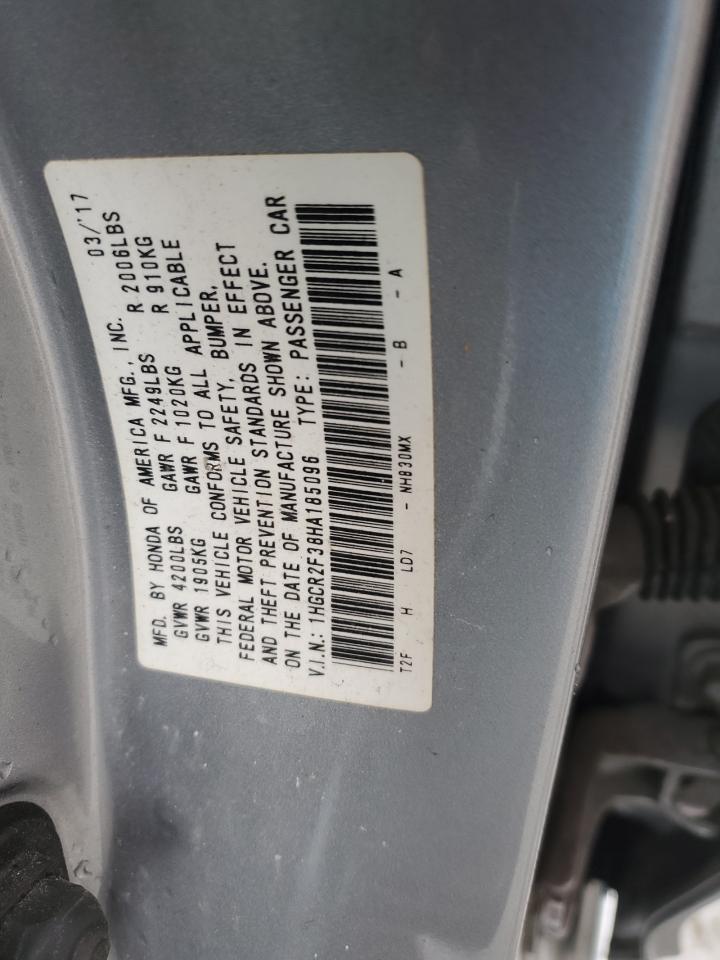 MFD. BY HONDA OF AMERICA MFG., INC. 03/'17
GVWR 4200LBS GAWR F 2249LBS R 2006LBS
GVWR 1905KG GAWR F 1020KG R 910KG
THIS VEHICLE CONFORMS TO ALL APPLICABLE
FEDERAL MOTOR VEHICLE SAFETY, BUMPER,
AND THEFT PREVENTION STANDARDS IN EFFECT
ON THE DATE OF MANUFACTURE SHOWN ABOVE.
V.I.N.: 1HGCR2F38HA185096 TYPE: PASSENGER CAR
T2F H LD7 - NH830MX - B - A